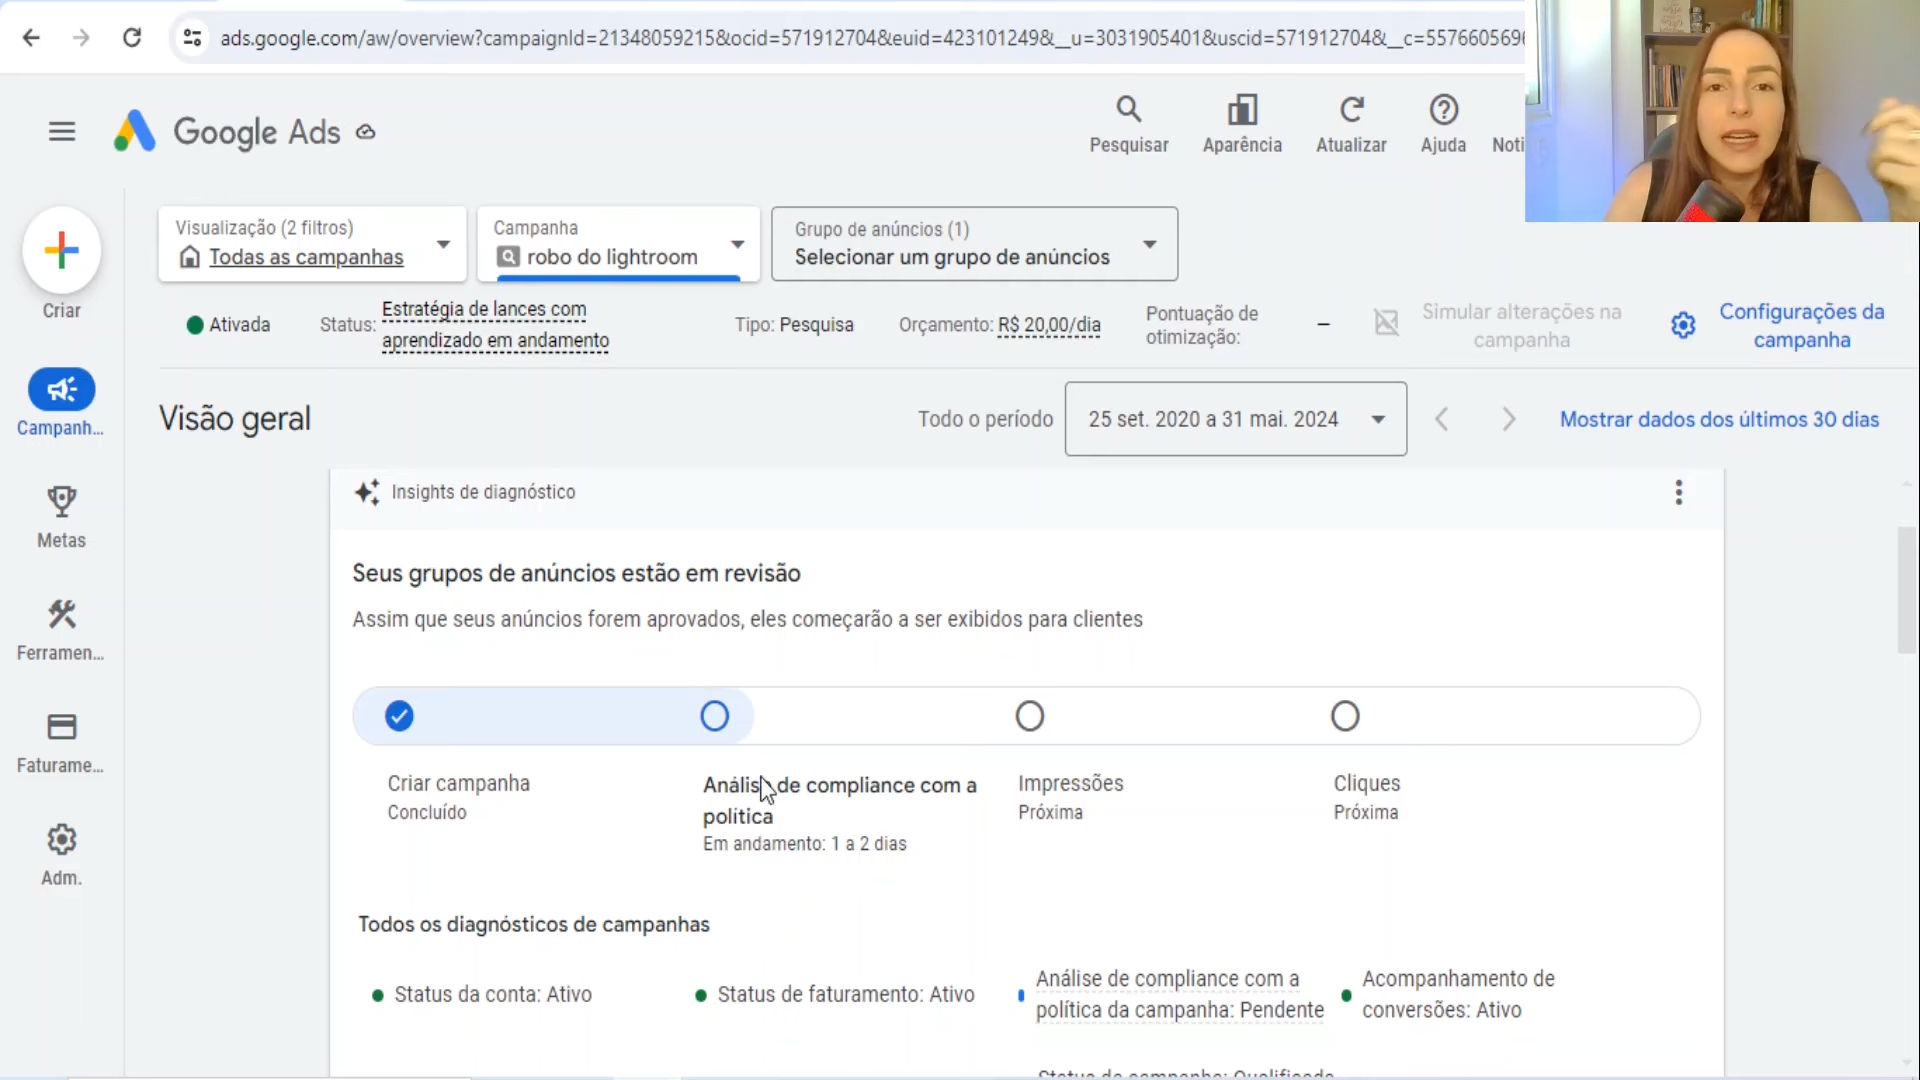 ads.google.com/aw/overview?campaignId=21348059215&ocid=571912704&euid=423101249&__u=3031905401&uscid=571912704&__c=557660569
Google Ads
Pesquisar
Aparência
Atualizar
Ajuda
Noti
Criar
Campanh...
Metas
Ferramen...
Faturame...
Adm.
Visualização (2 filtros)
Todas as campanhas
Campanha
robo do lightroom
Grupo de anúncios (1)
Selecionar um grupo de anúncios
Ativada
Status: Estratégia de lances com
aprendizado em andamento
Tipo: Pesquisa
Orçamento: R$ 20,00/dia
Pontuação de
otimização:
–
Simular alterações na
campanha
Configurações da
campanha
Visão geral
Todo o período
25 set. 2020 a 31 mai. 2024
Mostrar dados dos últimos 30 dias
Insights de diagnóstico
Seus grupos de anúncios estão em revisão
Assim que seus anúncios forem aprovados, eles começarão a ser exibidos para clientes
Criar campanha
Concluído
Análise de compliance com a
política
Em andamento: 1 a 2 dias
Impressões
Próxima
Cliques
Próxima
Todos os diagnósticos de campanhas
Status da conta: Ativo
Status de faturamento: Ativo
Análise de compliance com a
política da campanha: Pendente
Acompanhamento de
conversões: Ativo
Status da campanha: Qualificada